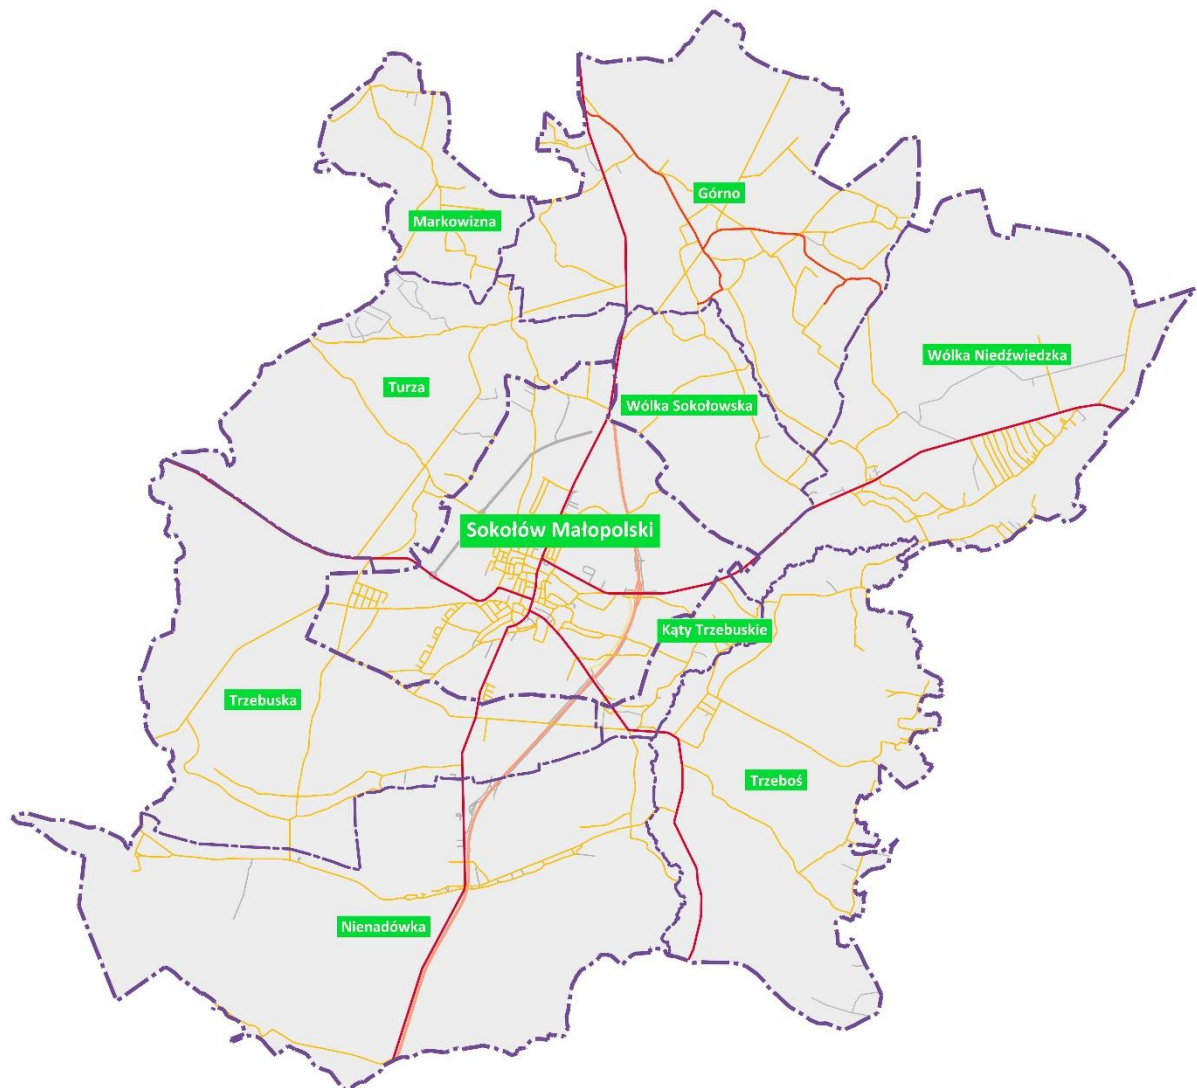 Górno
Markowizna
Wólka Niedźwiedzka
Turza
Wólka Sokołowska
Sokołów Małopolski
Kąty Trzebuskie
Trzebuska
Trzeboś
Nienadówka